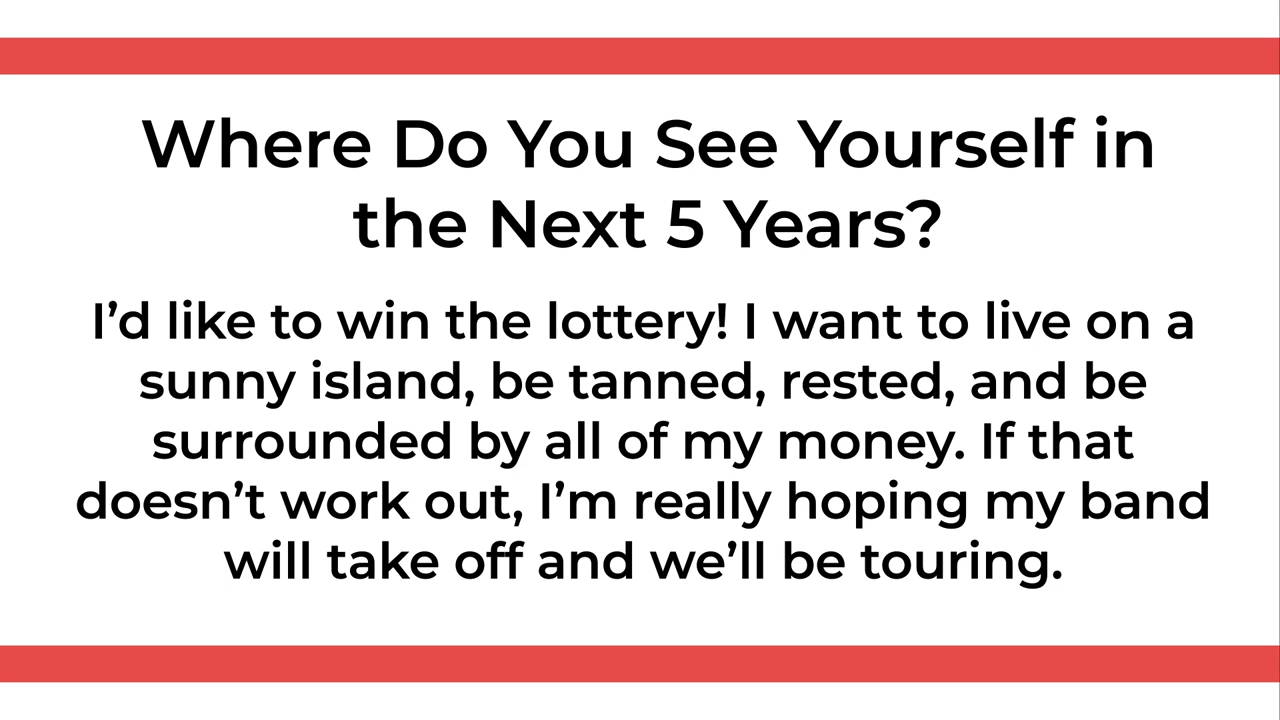 Where Do You See Yourself in
the Next 5 Years?
I’d like to win the lottery! I want to live on a
sunny island, be tanned, rested, and be
surrounded by all of my money. If that
doesn’t work out, I’m really hoping my band
will take off and we’ll be touring.